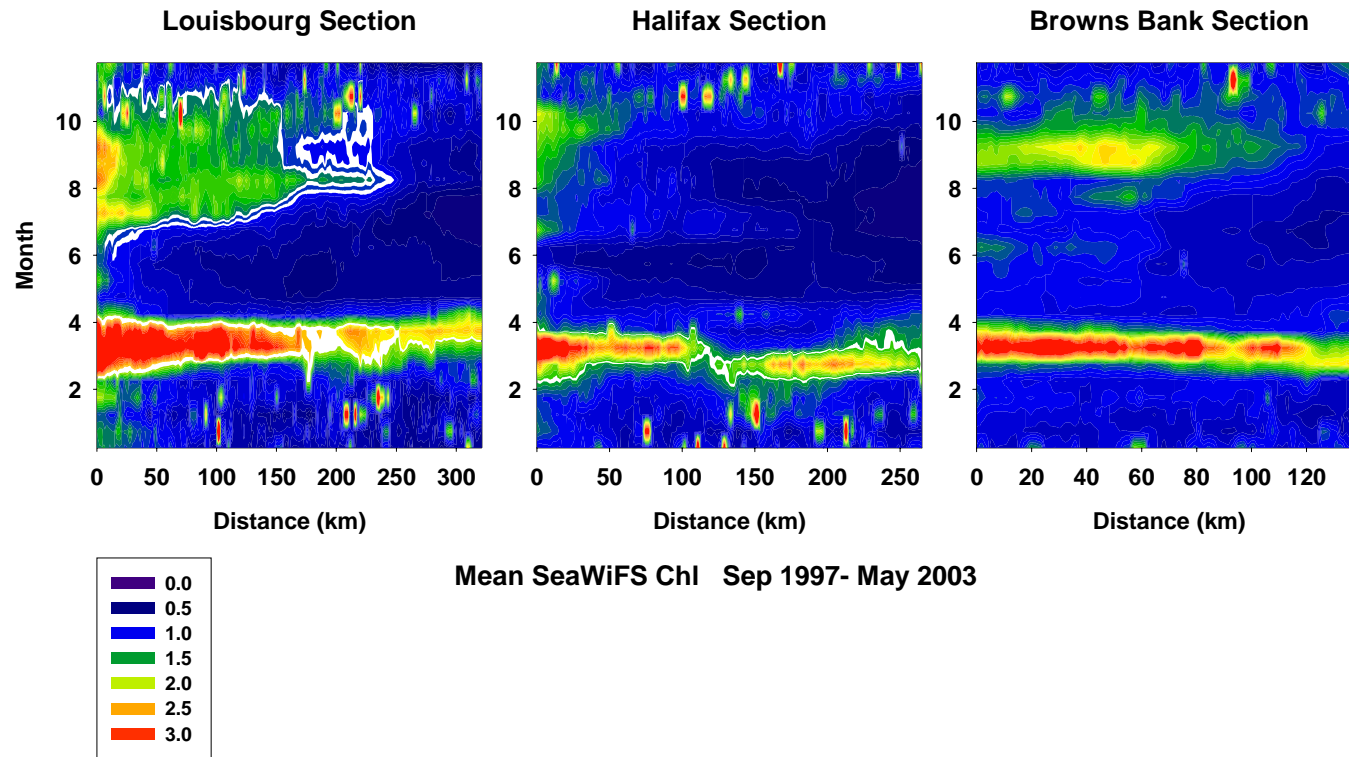 Louisbourg Section
Halifax Section
Browns Bank Section
Month
10
8
6
4
2
0 50 100 150 200 250 300
Distance (km)
10
8
6
4
2
0 50 100 150 200 250
Distance (km)
10
8
6
4
2
0 20 40 60 80 100 120
Distance (km)
Mean SeaWiFS Chl Sep 1997- May 2003
0.0
0.5
1.0
1.5
2.0
2.5
3.0